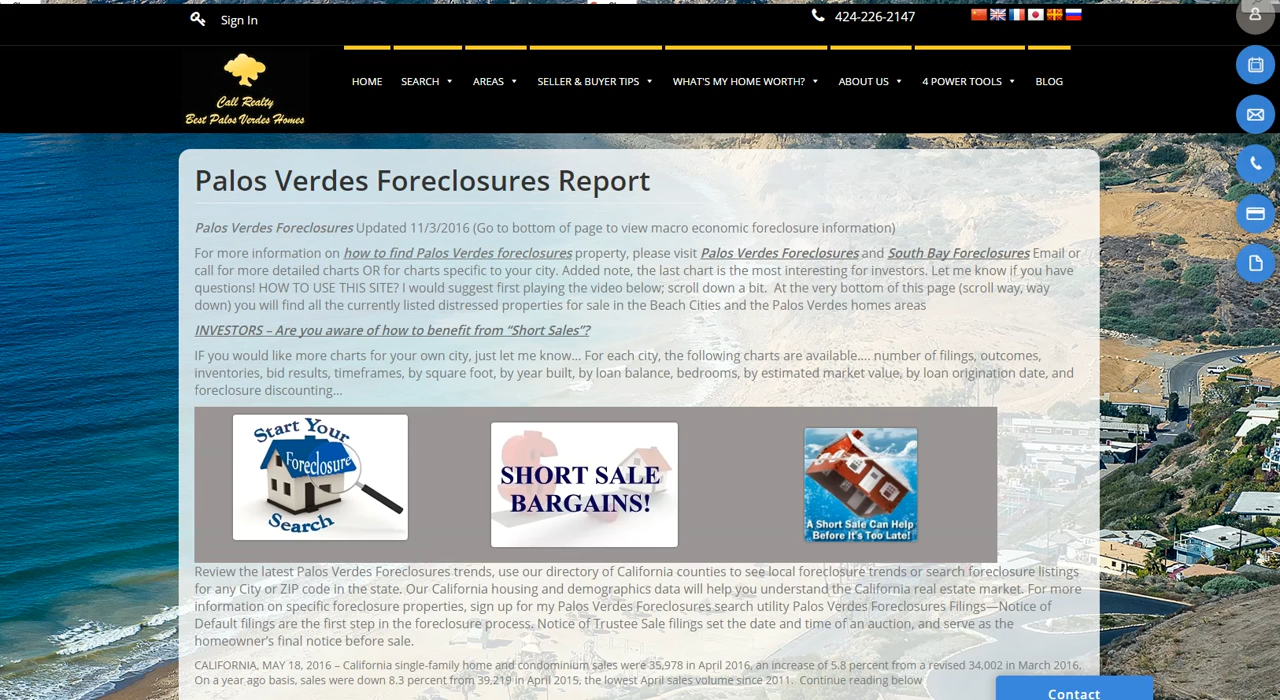 Sign In
424-226-2147
Call Realty
Best Palos Verdes Homes
HOME SEARCH AREAS SELLER & BUYER TIPS WHAT'S MY HOME WORTH? ABOUT US 4 POWER TOOLS BLOG
Palos Verdes Foreclosures Report
Palos Verdes Foreclosures Updated 11/3/2016 (Go to bottom of page to view macro economic foreclosure information)
For more information on how to find Palos Verdes foreclosures property, please visit Palos Verdes Foreclosures and South Bay Foreclosures Email or
call for more detailed charts OR for charts specific to your city. Added note, the last chart is the most interesting for investors. Let me know if you have
questions! HOW TO USE THIS SITE? I would suggest first playing the video below; scroll down a bit. At the very bottom of this page (scroll way, way
down) you will find all the currently listed distressed properties for sale in the Beach Cities and the Palos Verdes homes areas
INVESTORS – Are you aware of how to benefit from “Short Sales”?
IF you would like more charts for your own city, just let me know… For each city, the following charts are available…. number of filings, outcomes,
inventories, bid results, timeframes, by square foot, by year built, by loan balance, bedrooms, by estimated market value, by loan origination date, and
foreclosure discounting…
Start Your
Foreclosure
Search
SHORT SALE
BARGAINS!
A Short Sale Can Help
Before It's Too Late!
Review the latest Palos Verdes Foreclosures trends, use our directory of California counties to see local foreclosure trends or search foreclosure listings
for any City or ZIP code in the state. Our California housing and demographics data will help you understand the California real estate market. For more
information on specific foreclosure properties, sign up for my Palos Verdes Foreclosures search utility Palos Verdes Foreclosures Filings—Notice of
Default filings are the first step in the foreclosure process. Notice of Trustee Sale filings set the date and time of an auction, and serve as the
homeowner’s final notice before sale.
CALIFORNIA, MAY 18, 2016 – California single-family home and condominium sales were 35,978 in April 2016, an increase of 5.8 percent from a revised 34,002 in March 2016.
On a year ago basis, sales were down 8.3 percent from 39,219 in April 2015, the lowest April sales volume since 2011. Continue reading below
Contact